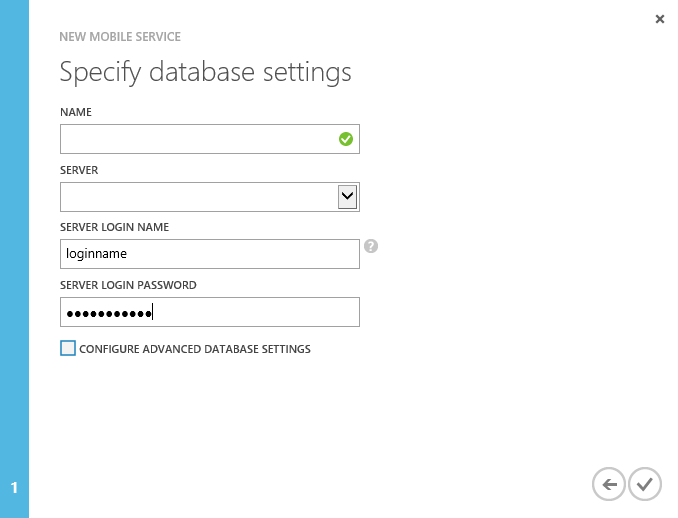 NEW MOBILE SERVICE
Specify database settings
NAME
SERVER
SERVER LOGIN NAME
loginname
?
SERVER LOGIN PASSWORD
●●●●●●●●●●●
CONFIGURE ADVANCED DATABASE SETTINGS
1